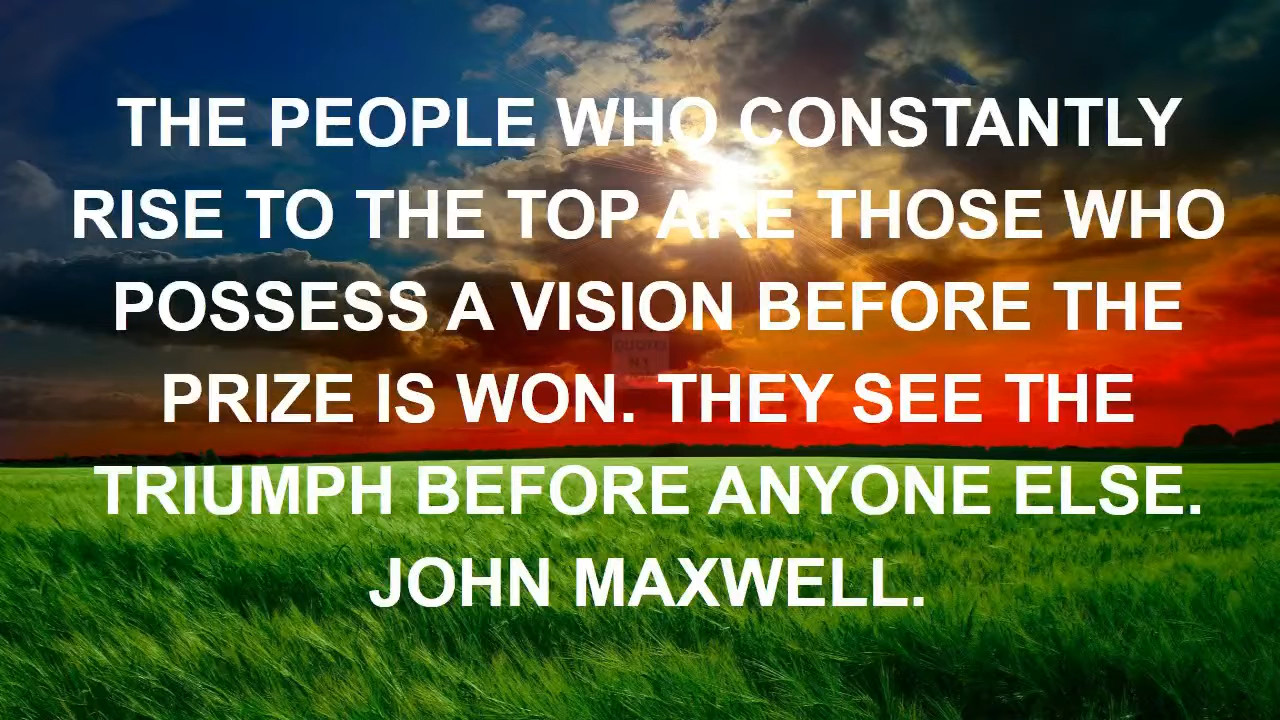 THE PEOPLE WHO CONSTANTLY
RISE TO THE TOP ARE THOSE WHO
POSSESS A VISION BEFORE THE
PRIZE IS WON. THEY SEE THE
TRIUMPH BEFORE ANYONE ELSE.
JOHN MAXWELL.